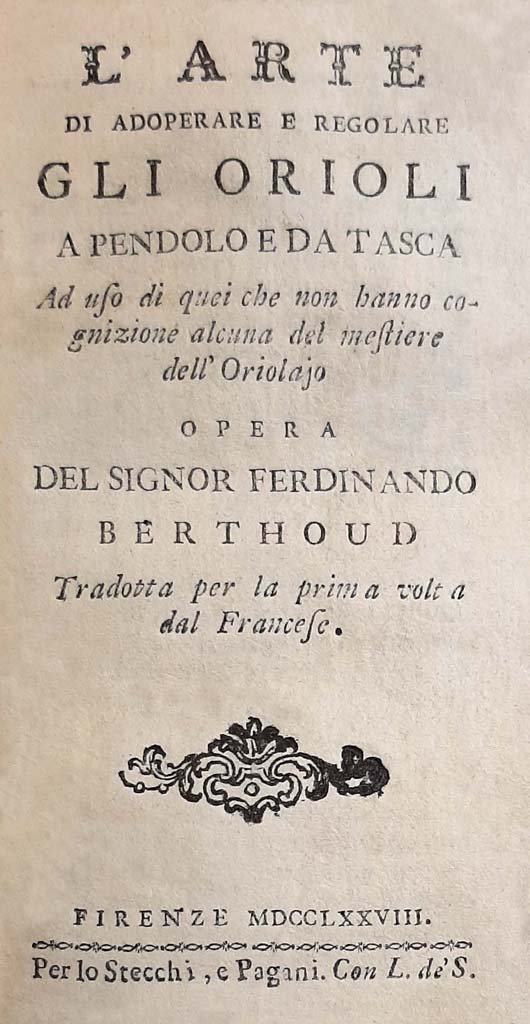 L' ARTE
DI ADOPERARE E REGOLARE
GLI ORIOLI
A PENDOLO E DA TASCA
Ad uſo di quei che non hanno co-
gnizione alcuna del meſtiere
dell' Oriolajo
OPERA
DEL SIGNOR FERDINANDO
BERTHOUD
Tradotta per la prima volta
dal Franceſe.
FIRENZE MDCCLXXVIII.
Per lo Stecchi, e Pagani. Con L. de' S.